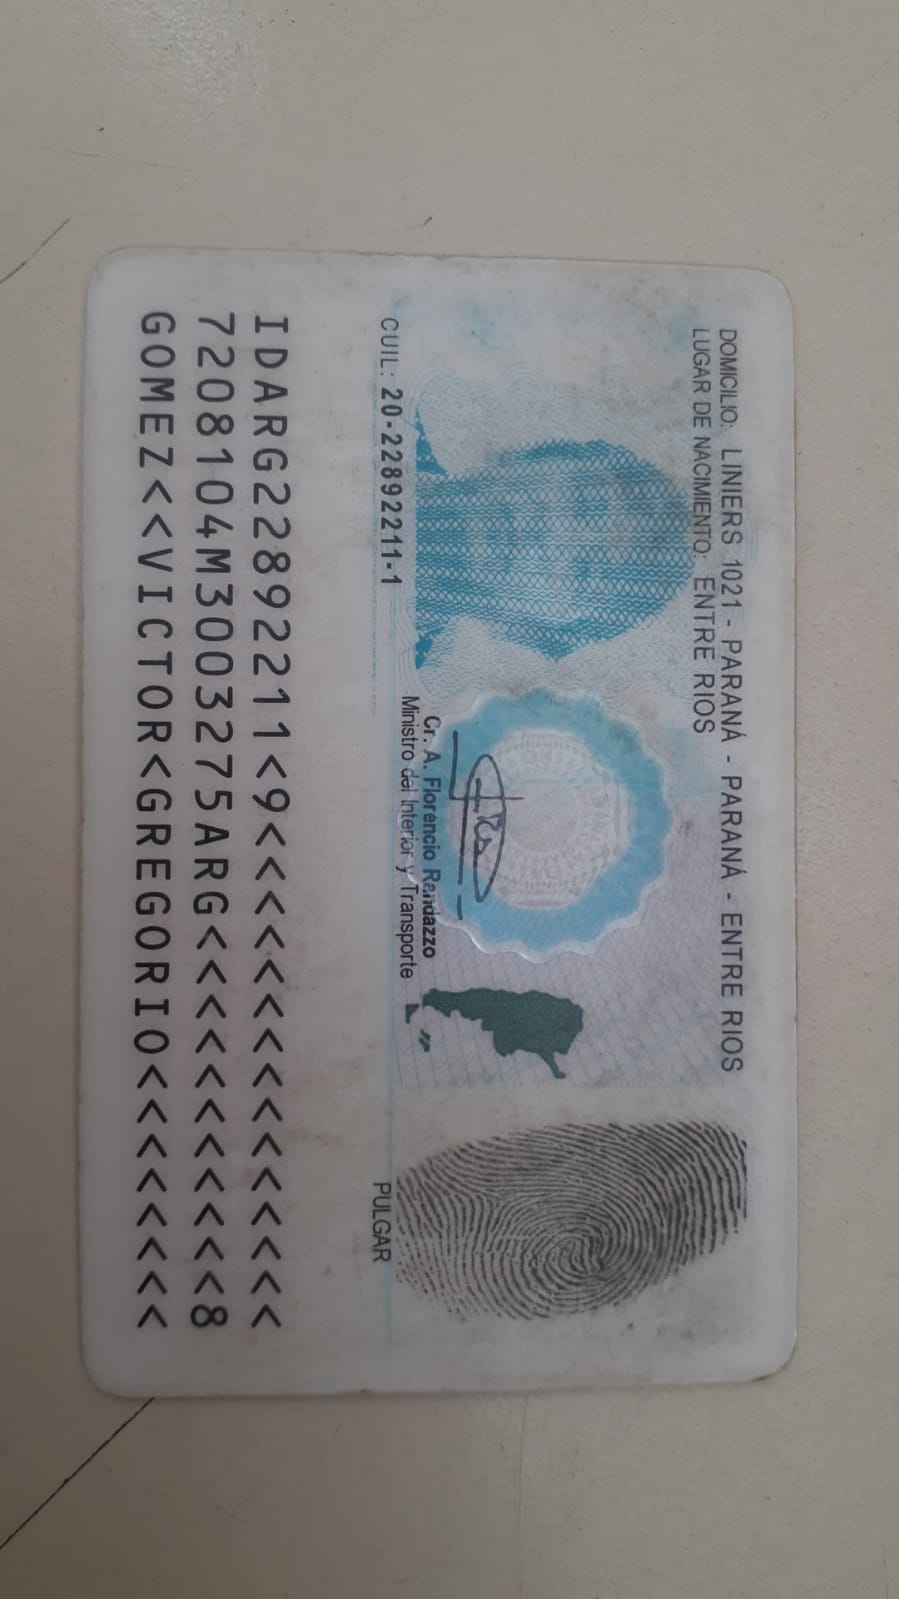 DOMICILIO: LINIERS 1021 - PARANÁ - PARANÁ - ENTRE RIOS
LUGAR DE NACIMIENTO: ENTRE RIOS
Cr. A. Florencio Randazzo
Ministro del Interior y Transporte
CUIL: 20-22892211-1
PULGAR
IDARG22892211<9<<<<<<<<<<<<<<<
7208104M3003275ARG<<<<<<<<<<<8
GOMEZ<<VICTOR<GREGORIO<<<<<<<<